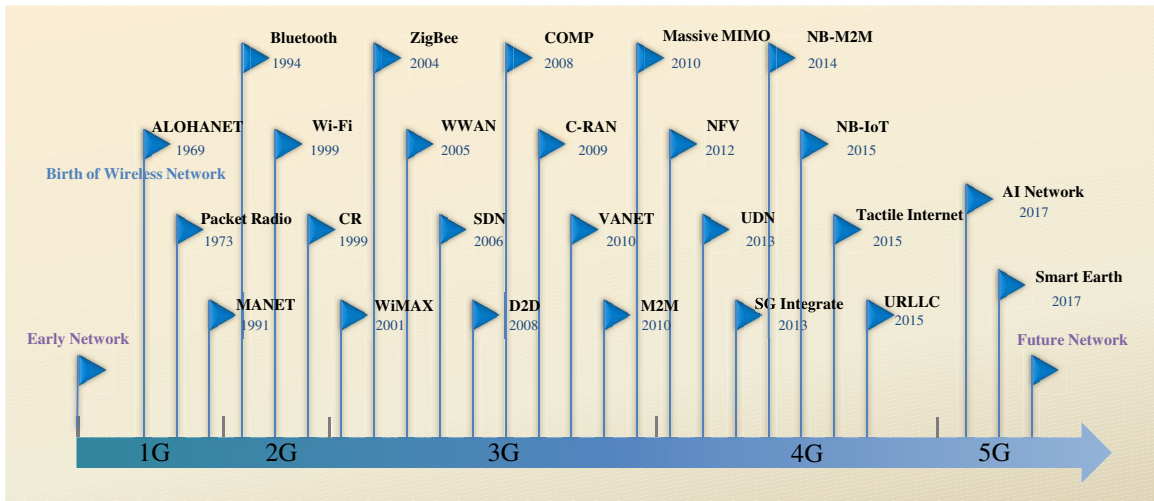 Bluetooth
1994
ZigBee
2004
COMP
2008
Massive MIMO
2010
NB-M2M
2014
ALOHANET
1969
Wi-Fi
1999
WWAN
2005
C-RAN
2009
NFV
2012
NB-IoT
2015
Birth of Wireless Network
AI Network
2017
Packet Radio
1973
CR
1999
SDN
2006
VANET
2010
UDN
2013
Tactile Internet
2015
Smart Earth
2017
MANET
1991
WiMAX
2001
D2D
2008
M2M
2010
SG Integrate
2013
URLLC
2015
Early Network
Future Network
1G
2G
3G
4G
5G